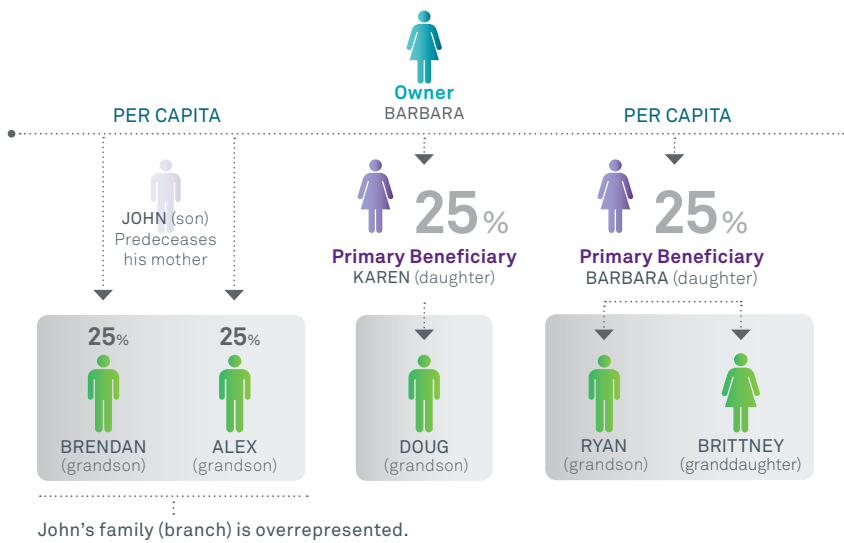 Owner
BARBARA
PER CAPITA
PER CAPITA
JOHN (son)
Predeceases
his mother
25%
Primary Beneficiary
KAREN (daughter)
25%
Primary Beneficiary
BARBARA (daughter)
25%
BRENDAN
(grandson)
25%
ALEX
(grandson)
DOUG
(grandson)
RYAN
(grandson)
BRITTNEY
(granddaughter)
John’s family (branch) is overrepresented.